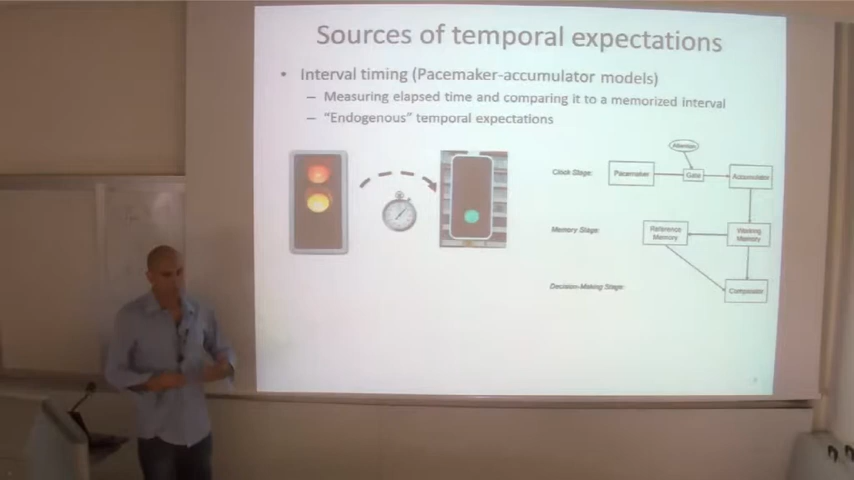 Sources of temporal expectations
• Interval timing (Pacemaker-accumulator models)
– Measuring elapsed time and comparing it to a memorized interval
– "Endogenous" temporal expectations
Attention
Clock Stage:
Pacemaker
Gate
Accumulator
Memory Stage:
Reference
Memory
Working
Memory
Decision-Making Stage:
Comparator